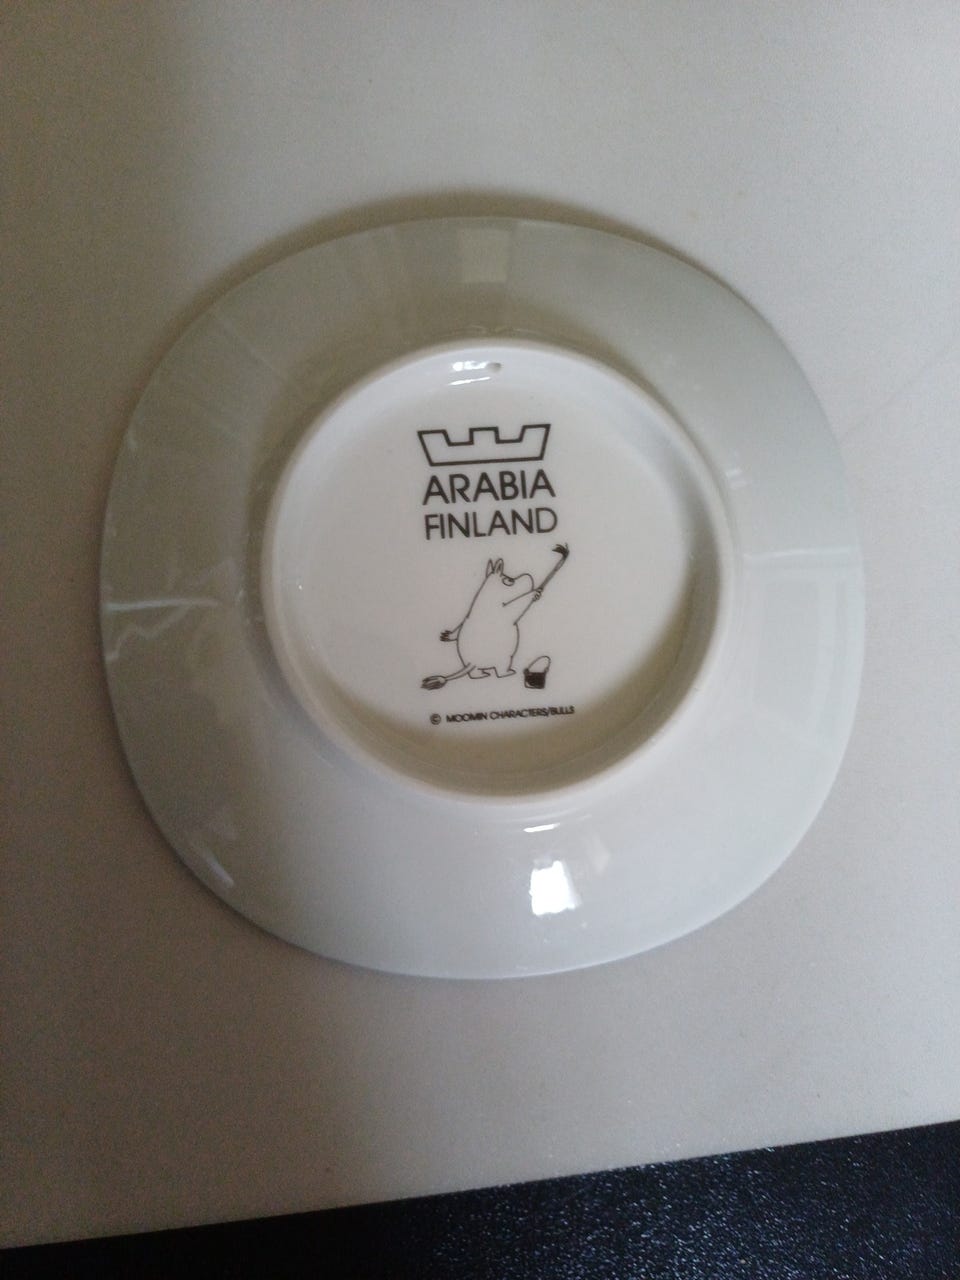 ARABIA
FINLAND
© MOOMIN CHARACTERS/BULLS